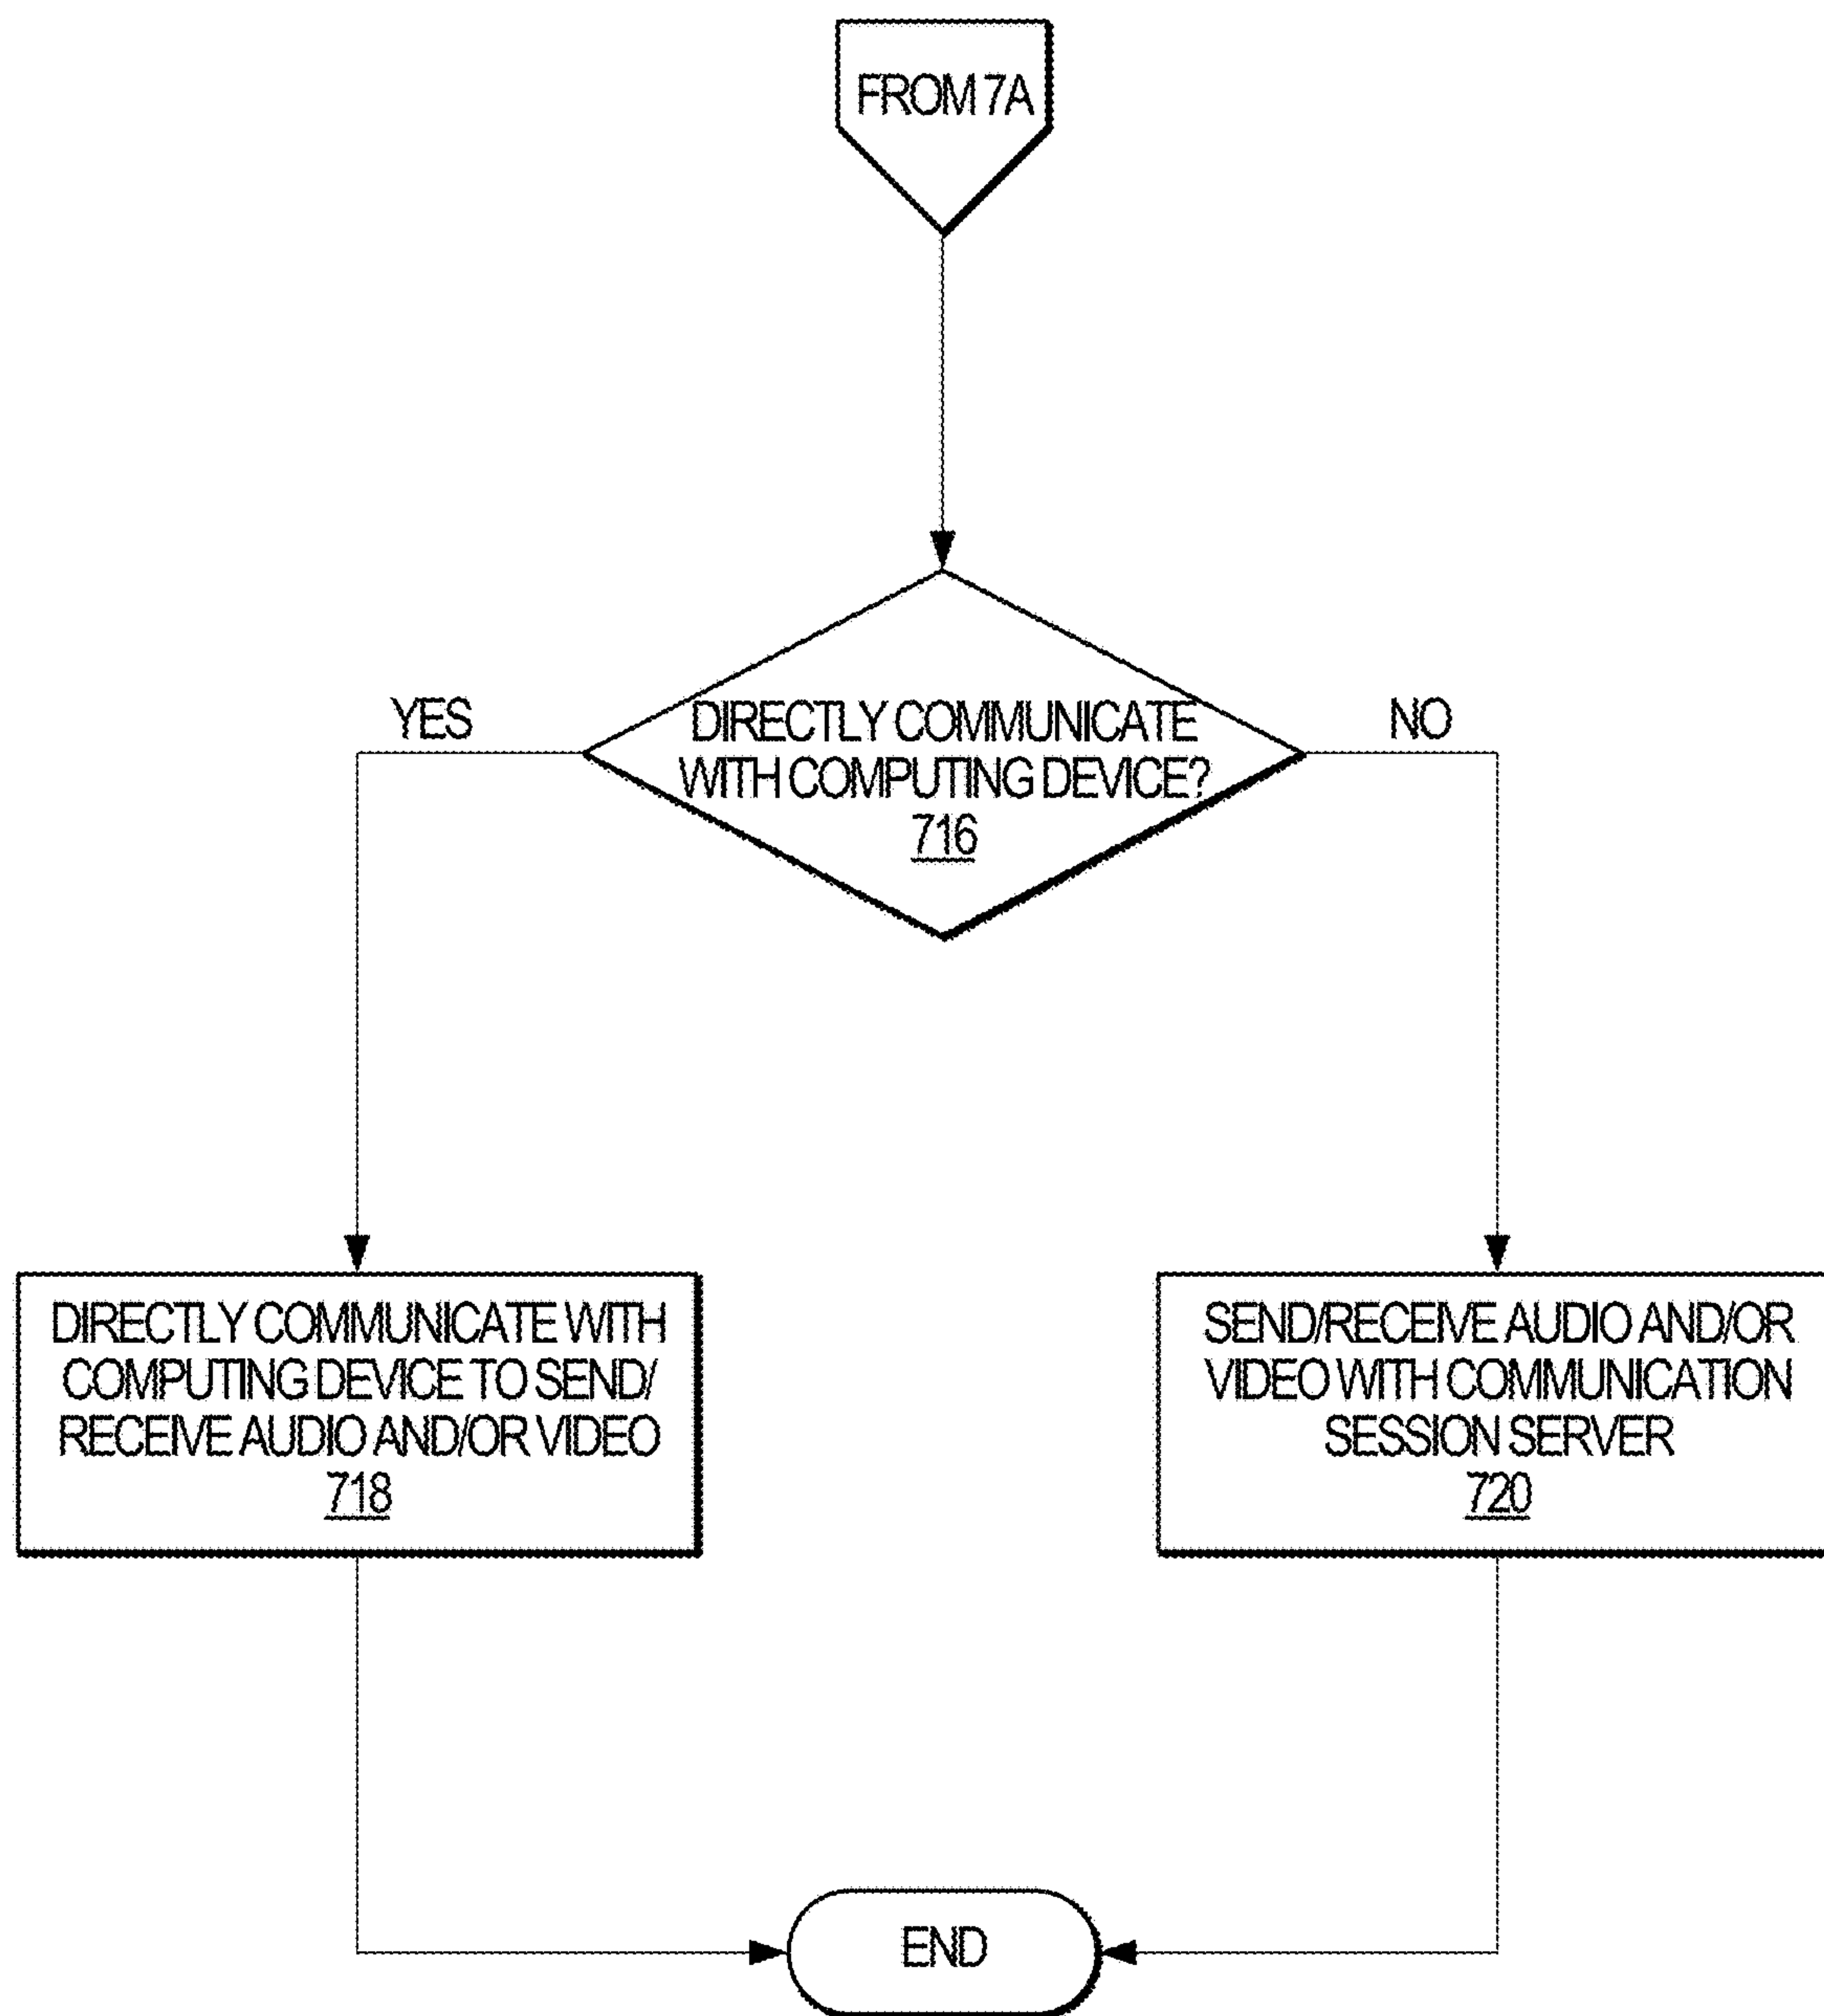 FROM 7A
YES
NO
DIRECTLY COMMUNICATE
WITH COMPUTING DEVICE?
716
DIRECTLY COMMUNICATE WITH
COMPUTING DEVICE TO SEND/
RECEIVE AUDIO AND/OR VIDEO
718
SEND/RECEIVE AUDIO AND/OR
VIDEO WITH COMMUNICATION
SESSION SERVER
720
END